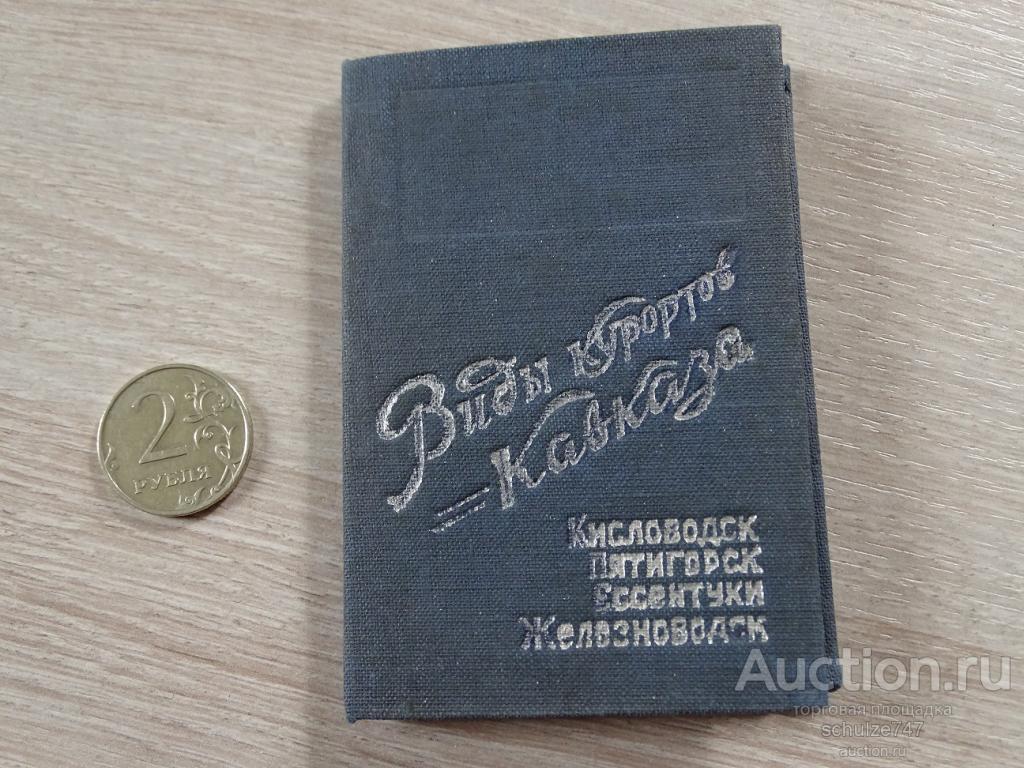 2
РУБЛЯ
Виды курортов
Кавказа
Кисловодск
Пятигорск
Ессентуки
Железноводск
Auction.ru
торговая площадка
schulze747
auction.ru